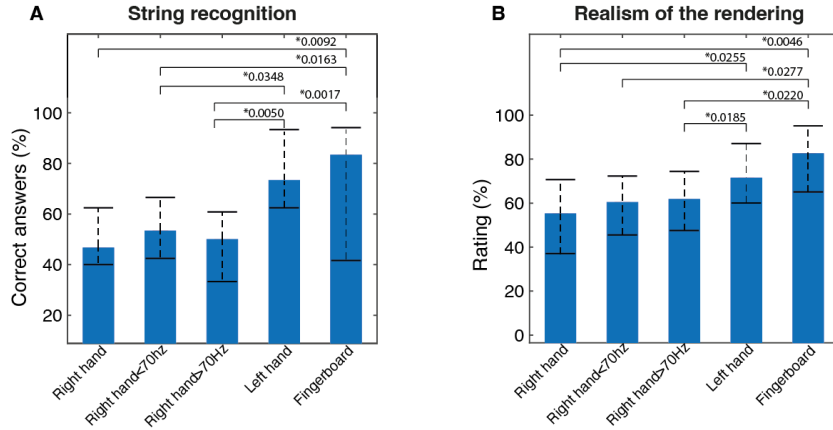 A
String recognition
*0.0092
*0.0163
*0.0348
*0.0017
*0.0050
100
80
60
40
20
Correct answers (%)
Right hand
Right hand<70hz
Right hand>70Hz
Left hand
Fingerboard
B
Realism of the rendering
*0.0046
*0.0255
*0.0277
*0.0220
*0.0185
100
80
60
40
20
0
Rating (%)
Right hand
Right hand<70hz
Right hand>70Hz
Left hand
Fingerboard